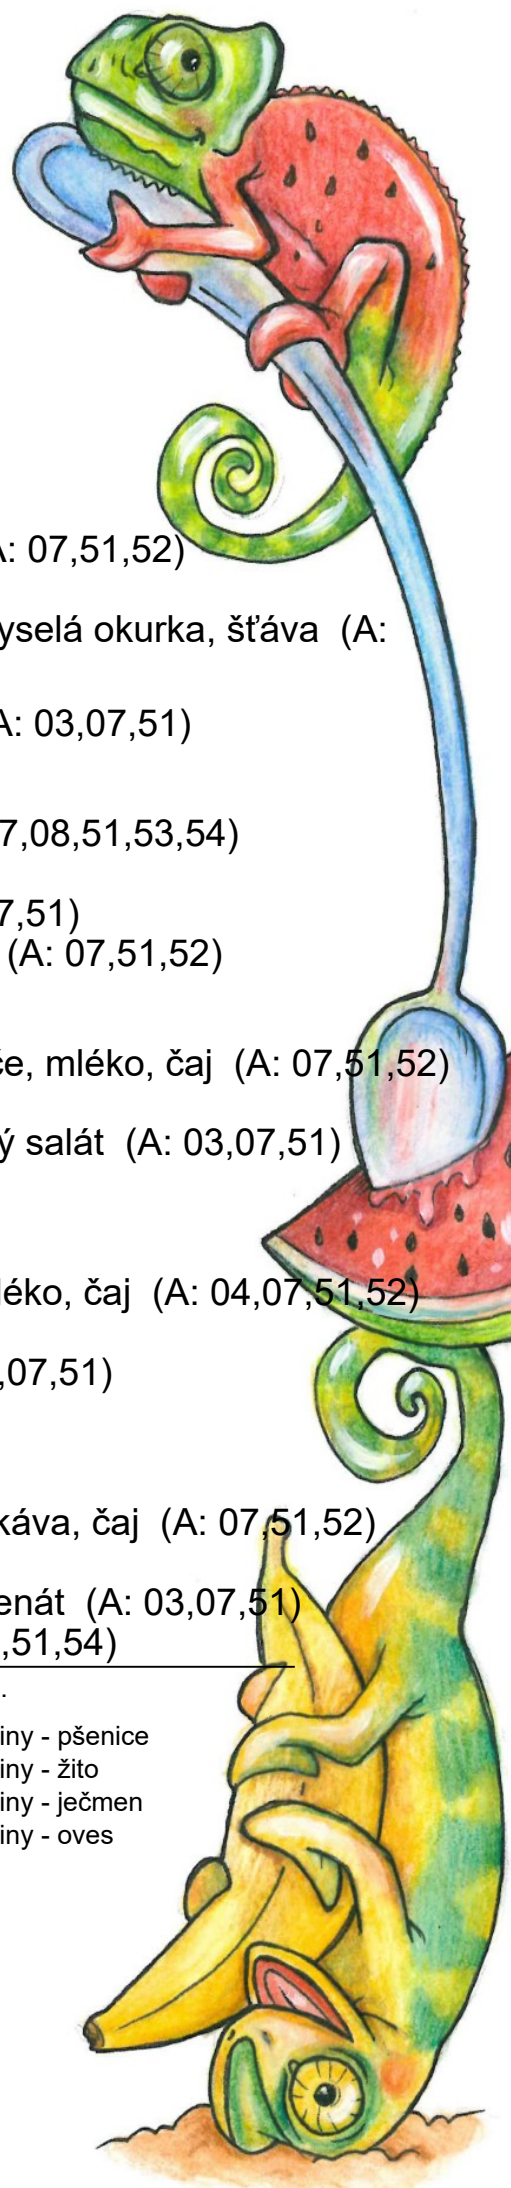 A: 07,51,52)
yselá okurka, šťáva (A:
A: 03,07,51)
7,08,51,53,54)
7,51)
(A: 07,51,52)
če, mléko, čaj (A: 07,51,52)
ý salát (A: 03,07,51)
léko, čaj (A: 04,07,51,52)
,07,51)
káva, čaj (A: 07,51,52)
enát (A: 03,07,51)
,51,54)
.
iny - pšenice
iny - žito
iny - ječmen
iny - oves